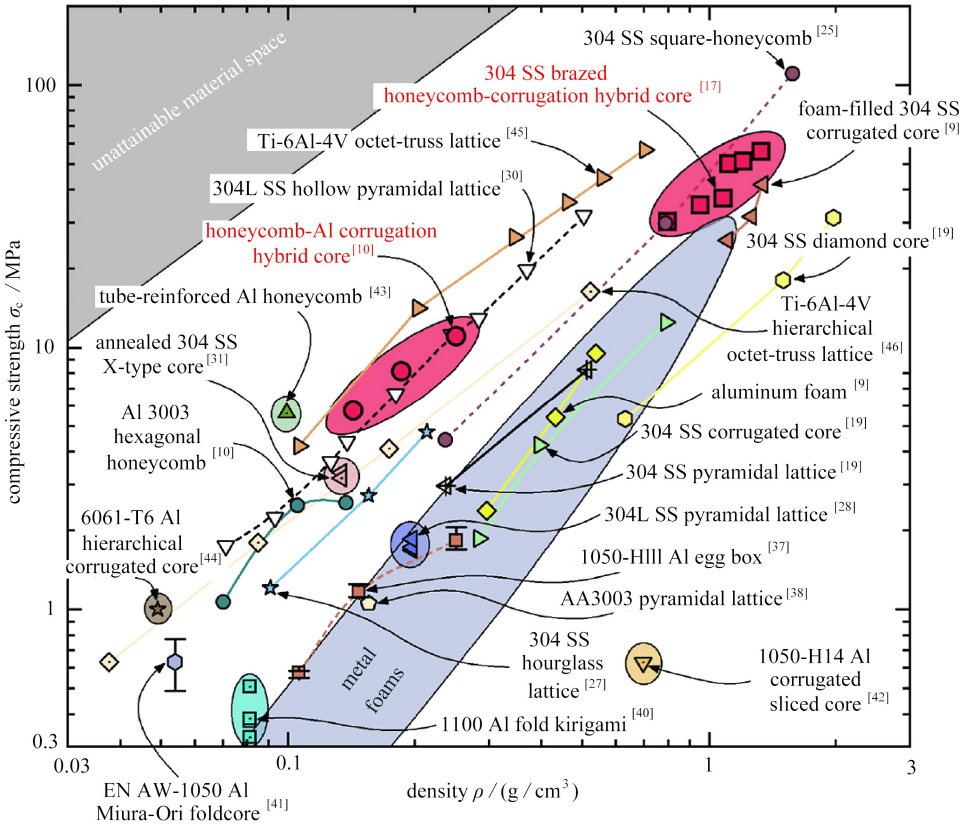 304 SS square-honeycomb [25]
100
304 SS brazed
honeycomb-corrugation hybrid core [17]
foam-filled 304 SS
corrugated core [9]
unattainable material space
Ti-6Al-4V octet-truss lattice [45]
304L SS hollow pyramidal lattice [30]
honeycomb-Al corrugation
hybrid core [10]
304 SS diamond core [19]
tube-reinforced Al honeycomb [43]
Ti-6Al-4V
hierarchical
octet-truss lattice [46]
annealed 304 SS
X-type core [31]
10
compressive strength σc / MPa
aluminum foam [9]
Al 3003
hexagonal
honeycomb [10]
304 SS corrugated core [19]
304 SS pyramidal lattice [19]
6061-T6 Al
hierarchical
corrugated core [44]
304L SS pyramidal lattice [28]
1050-Hlll Al egg box [37]
AA3003 pyramidal lattice [38]
1
304 SS
hourglass
lattice [27]
1050-H14 Al
corrugated
sliced core [42]
metal
foams
1100 Al fold kirigami [40]
0.3
0.03
0.1
1
3
density ρ / (g / cm³)
EN AW-1050 Al
Miura-Ori foldcore [41]